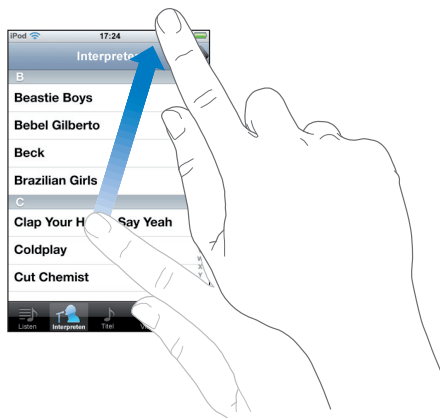 iPod 17:24
Interprete
B
Beastie Boys
Bebel Gilberto
Beck
Brazilian Girls
C
Clap Your H Say Yeah
Coldplay
W
X
Cut Chemist
Y
Listen Interpreten Titel